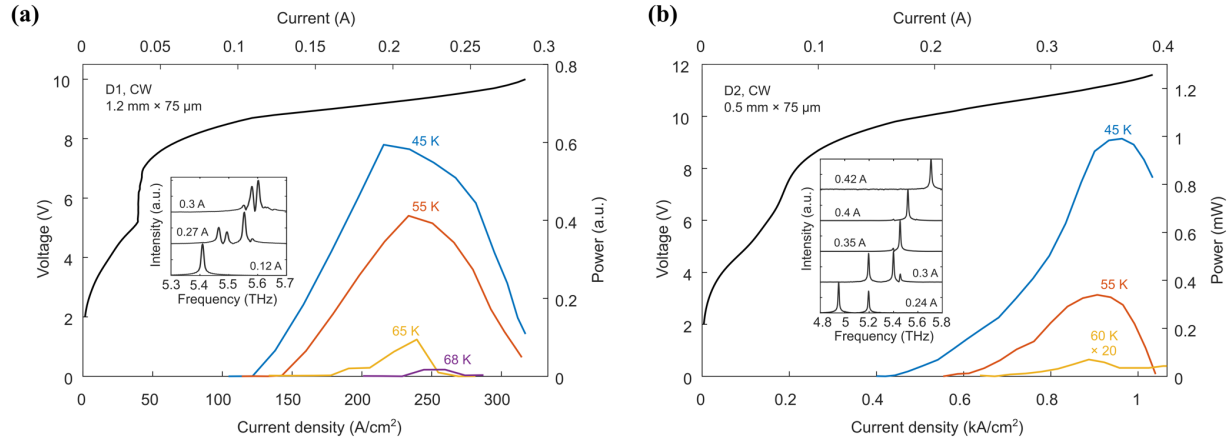 (a)
Current (A)
0 0.05 0.1 0.15 0.2 0.25 0.3
D1, CW
1.2 mm × 75 µm
Voltage (V)
10
8
6
4
2
0
45 K
55 K
65 K
68 K
Intensity (a.u.)
0.3 A
0.27 A
0.12 A
5.3 5.4 5.5 5.6 5.7
Frequency (THz)
0.8
0.6
0.4
0.2
0
Power (a.u.)
0 50 100 150 200 250 300
Current density (A/cm²)
(b)
Current (A)
0 0.1 0.2 0.3 0.4
D2, CW
0.5 mm × 75 µm
Voltage (V)
12
10
8
6
4
2
0
45 K
55 K
60 K
× 20
Intensity (a.u.)
0.42 A
0.4 A
0.35 A
0.3 A
0.24 A
4.8 5 5.2 5.4 5.6 5.8
Frequency (THz)
1.2
1
0.8
0.6
0.4
0.2
0
Power (mW)
0 0.2 0.4 0.6 0.8 1
Current density (kA/cm²)